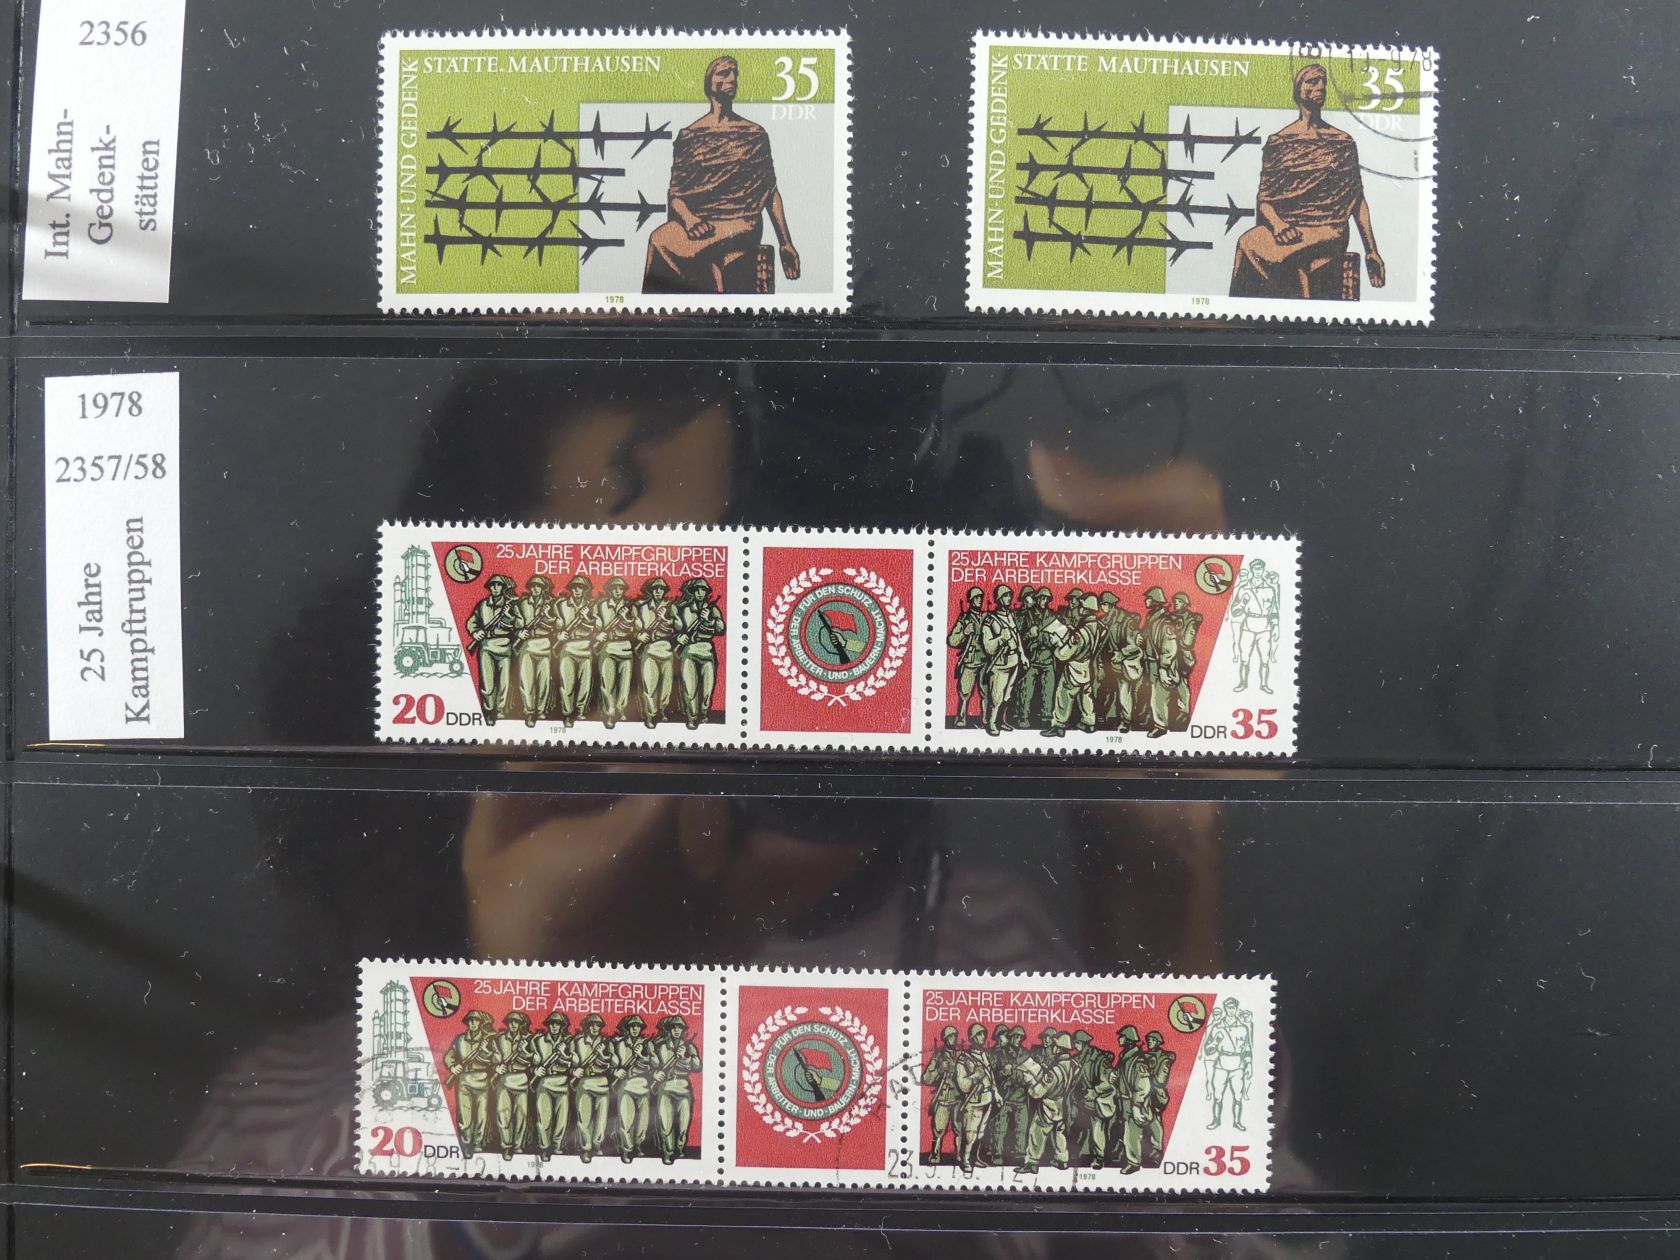 2356
Int. Mahn-
Gedenk-
stätten
MAHN-UND GEDENK
STÄTTE MAUTHAUSEN
35
DDR
1978
MAHN-UND GEDENK
STÄTTE MAUTHAUSEN
35
DDR
1978
1978
2357/58
25 Jahre
Kampftruppen
25 JAHRE KAMPFGRUPPEN
DER ARBEITERKLASSE
20 DDR
1978
FÜR DEN SCHUTZ
DER ARBEITER-UND-BAUERN-MACHT
25 JAHRE KAMPFGRUPPEN
DER ARBEITERKLASSE
1978
DDR 35
25 JAHRE KAMPFGRUPPEN
DER ARBEITERKLASSE
20 DDR
1978
FÜR DEN SCHUTZ
DER ARBEITER-UND-BAUERN-MACHT
25 JAHRE KAMPFGRUPPEN
DER ARBEITERKLASSE
1978
DDR 35